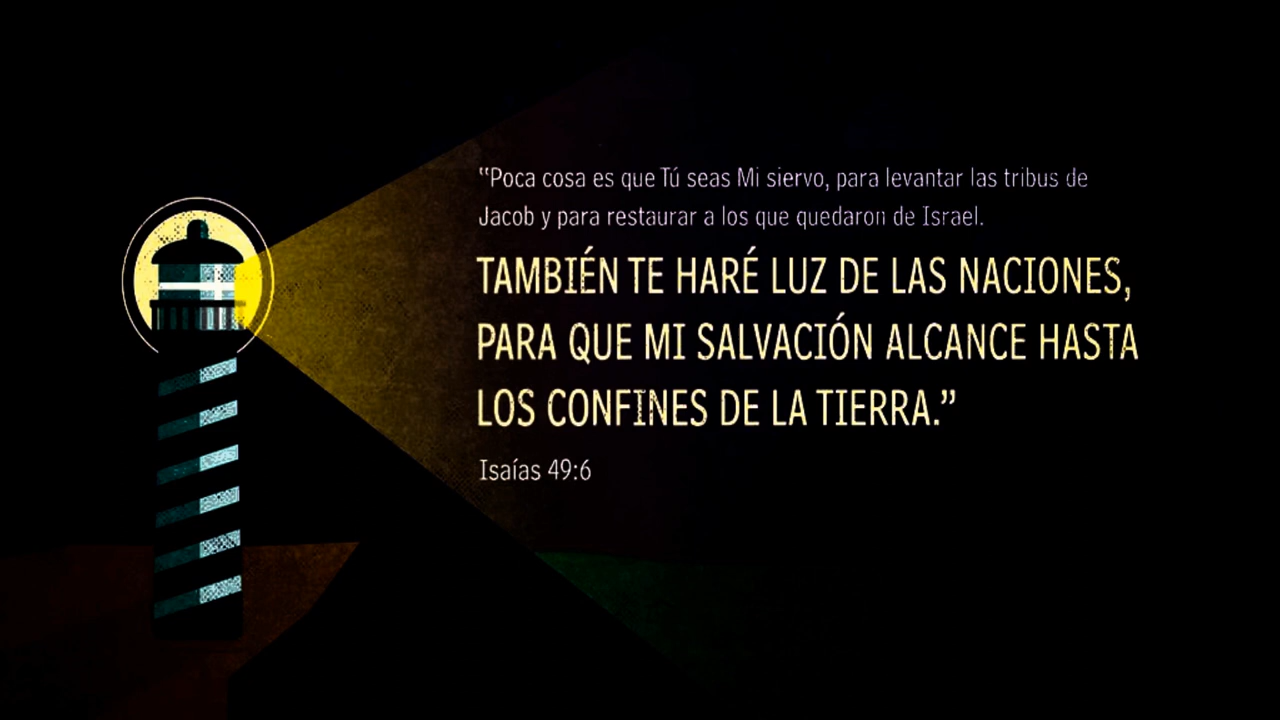 “Poca cosa es que Tú seas Mi siervo, para levantar las tribus de
Jacob y para restaurar a los que quedaron de Israel.
TAMBIÉN TE HARÉ LUZ DE LAS NACIONES,
PARA QUE MI SALVACIÓN ALCANCE HASTA
LOS CONFINES DE LA TIERRA.”
Isaías 49:6